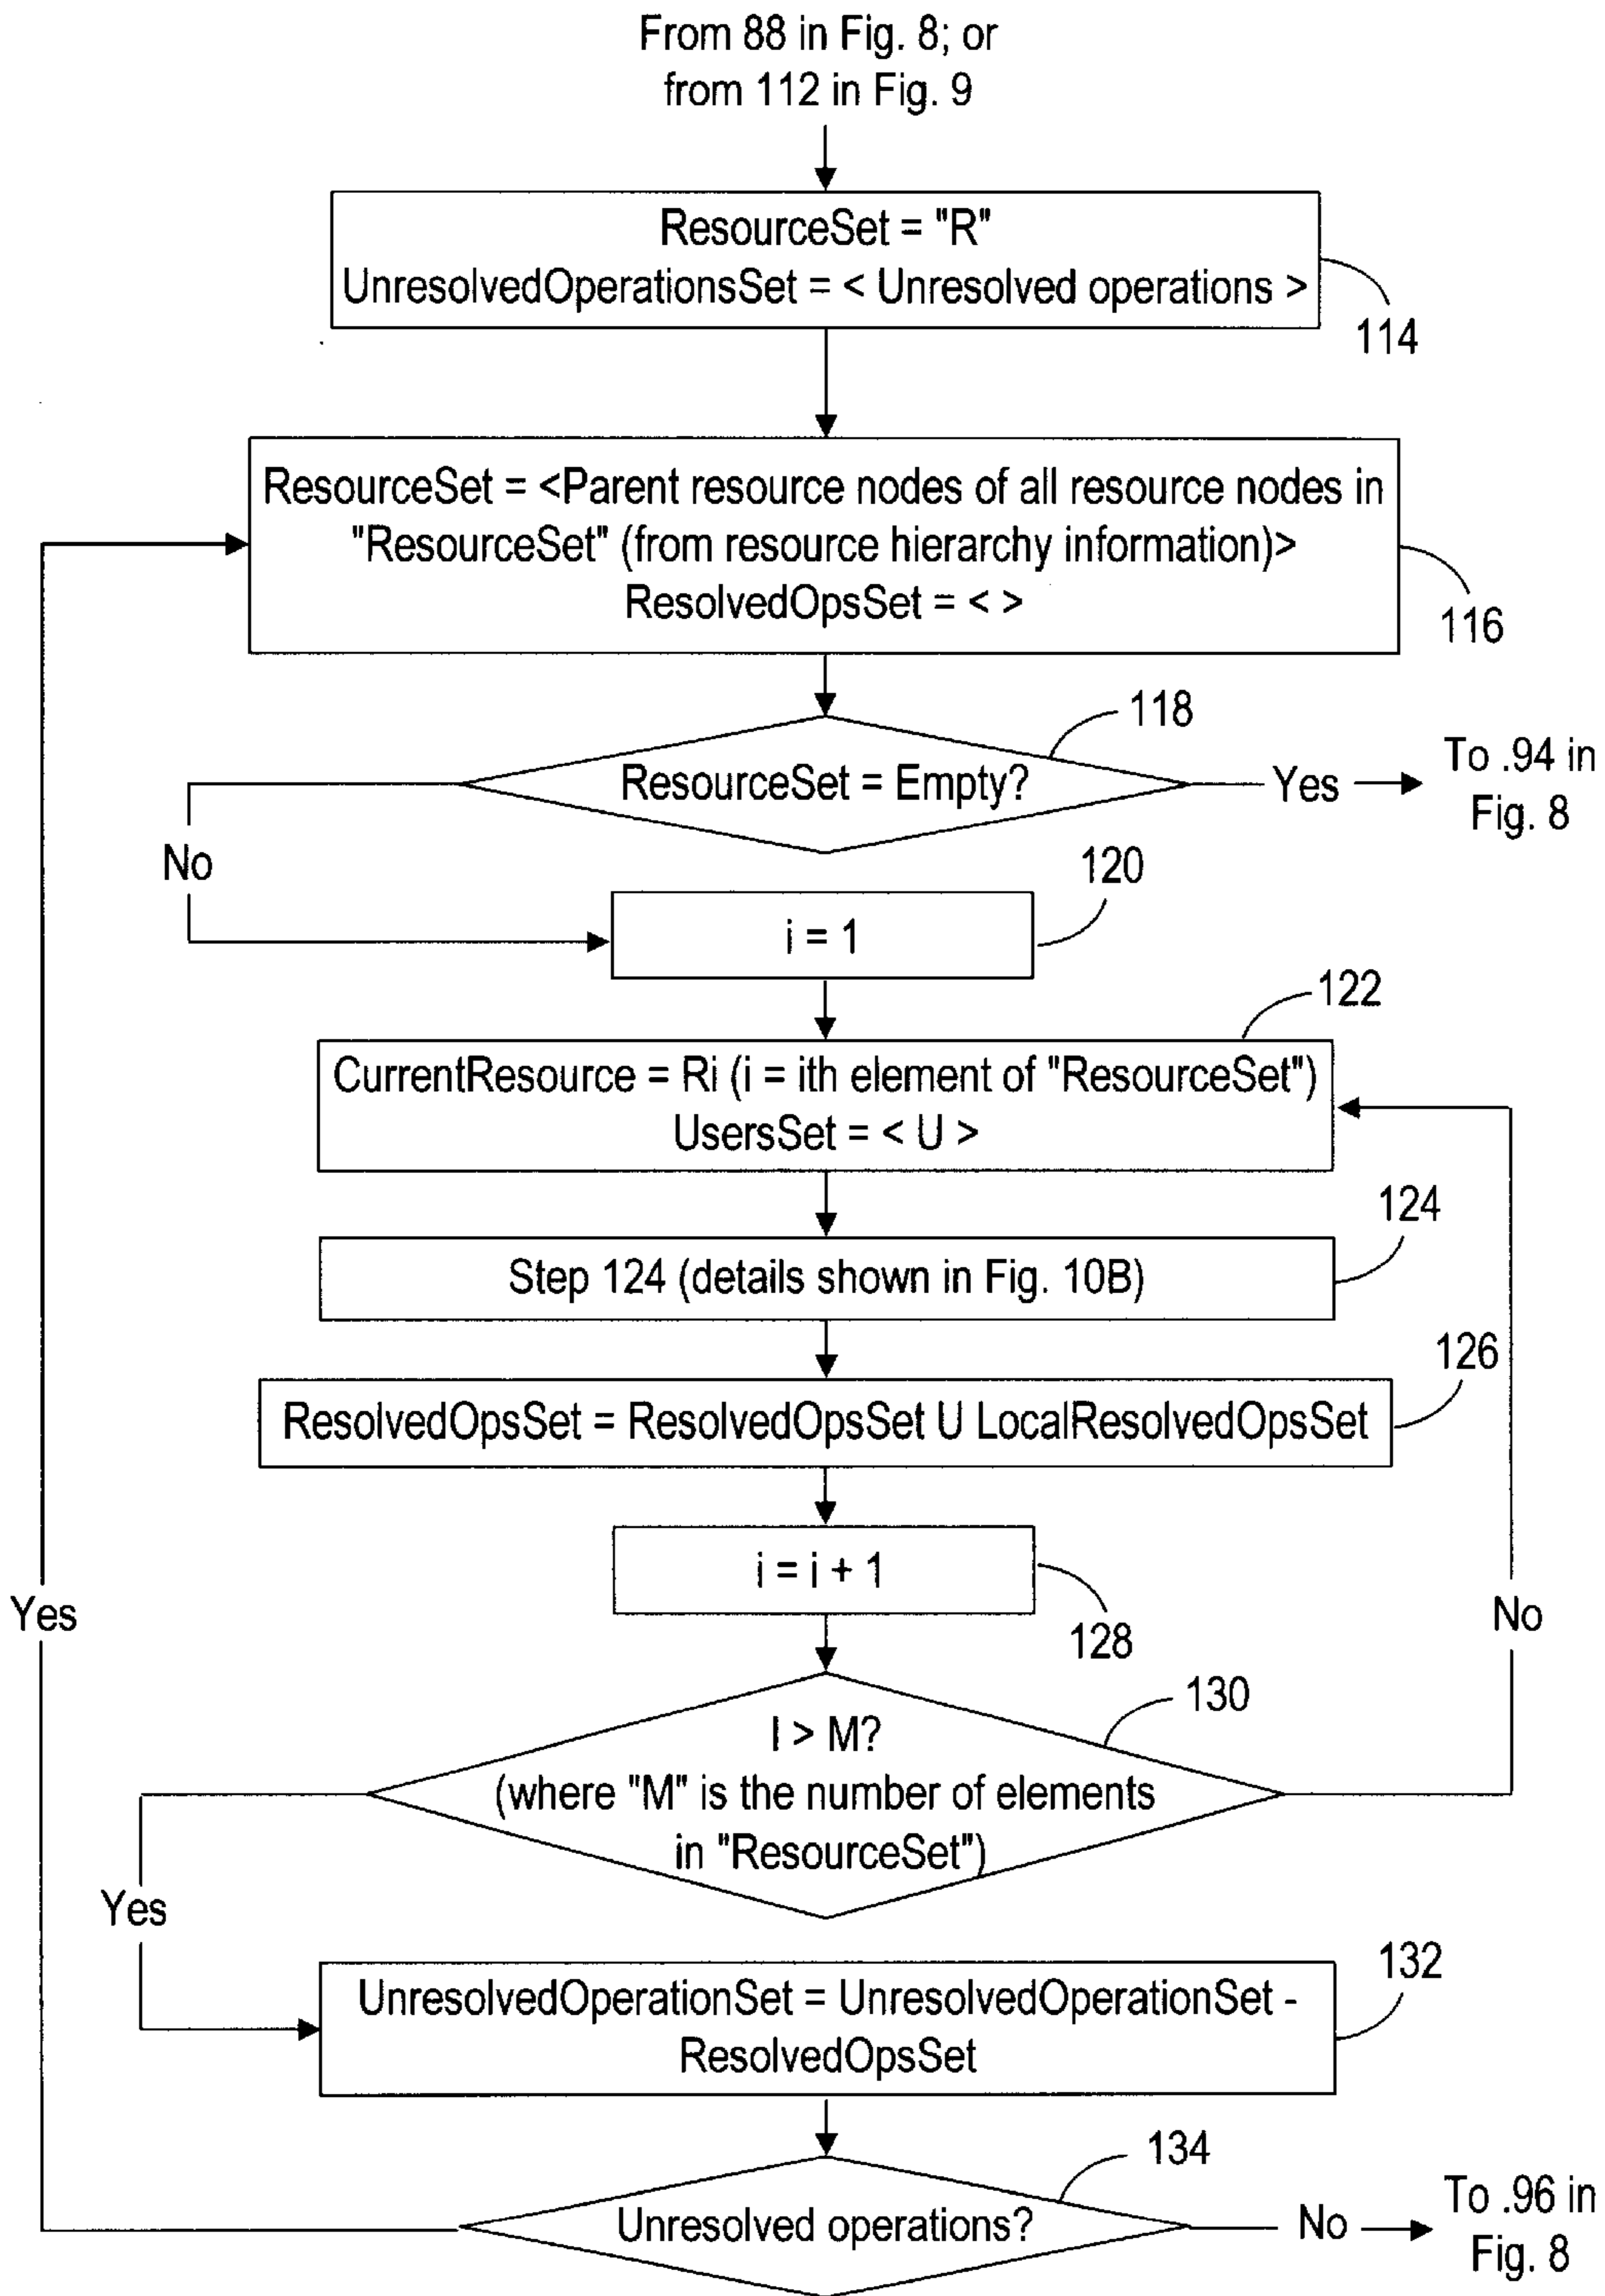 From 88 in Fig. 8; or
from 112 in Fig. 9
ResourceSet = "R"
UnresolvedOperationsSet = < Unresolved operations >
114
ResourceSet = <Parent resource nodes of all resource nodes in
"ResourceSet" (from resource hierarchy information)>
ResolvedOpsSet = < >
116
118
ResourceSet = Empty?
Yes
To .94 in
Fig. 8
No
120
i = 1
122
CurrentResource = Ri (i = ith element of "ResourceSet")
UsersSet = < U >
124
Step 124 (details shown in Fig. 10B)
126
ResolvedOpsSet = ResolvedOpsSet U LocalResolvedOpsSet
i = i + 1
128
Yes
No
130
I > M?
(where "M" is the number of elements
in "ResourceSet")
Yes
132
UnresolvedOperationSet = UnresolvedOperationSet -
ResolvedOpsSet
134
Unresolved operations?
No
To .96 in
Fig. 8